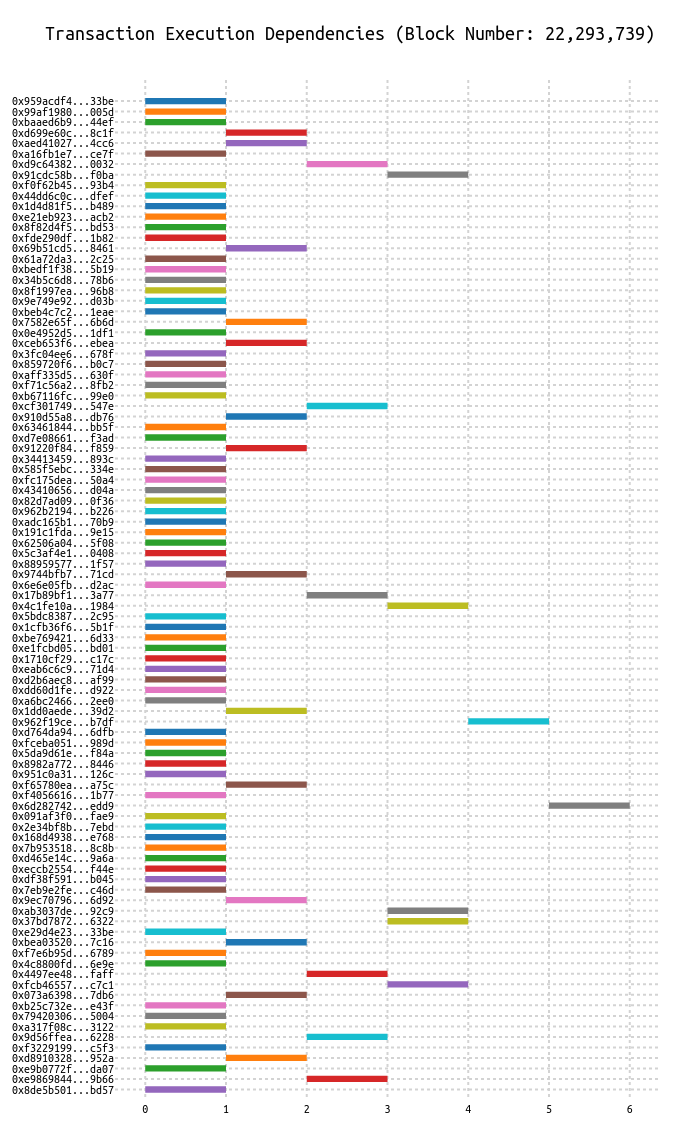 Transaction Execution Dependencies (Block Number: 22,293,739)
0x959acdf4...33be
0x99af1980...005d
0xbaaed6b9...44ef
0xd699e60c...8c1f
0xaed41027...4cc6
0xa16fb1e7...ce7f
0xd9c64382...0032
0x91cdc58b...f0ba
0xf0f62b45...93b4
0x44dd6c0c...dfef
0x1d4d81f5...b489
0xe21eb923...acb2
0x8f82d4f5...bd53
0xfde290df...1b82
0x69b51cd5...8461
0x61a72da3...2c25
0xbedf1f38...5b19
0x34b5c6d8...78b6
0x8f1997ea...96b8
0x9e749e92...d03b
0xbeb4c7c2...1eae
0x7582e65f...6b6d
0x0e4952d5...1df1
0xceb653f6...ebea
0x3fc04ee6...678f
0x859720f6...b0c7
0xaff335d5...630f
0xf71c56a2...8fb2
0xb67116fc...99e0
0xcf301749...547e
0x910d55a8...db76
0x63461844...bb5f
0xd7e08661...f3ad
0x91220f84...f859
0x34413459...893c
0x585f5ebc...334e
0xfc175dea...50a4
0x43410656...d04a
0x82d7ad09...0f36
0x962b2194...b226
0xadc165b1...70b9
0x191c1fda...9e15
0x62506a04...5f08
0x5c3af4e1...0408
0x88959577...1f57
0x9744bfb7...71cd
0x6e6e05fb...d2ac
0x17b89bf1...3a77
0x4c1fe10a...1984
0x5bdc8387...2c95
0x1cfb36f6...5b1f
0xbe769421...6d33
0xe1fcbd05...bd01
0x1710cf29...c17c
0xeab6c6c9...71d4
0xd2b6aec8...af99
0xdd60d1fe...d922
0xa6bc2466...2ee0
0x1dd0aede...39d2
0x962f19ce...b7df
0xd764da94...6dfb
0xfceba051...989d
0x5da9d61e...f84a
0x8982a772...8446
0x951c0a31...126c
0xf65780ea...a75c
0xf4056616...1b77
0x6d282742...edd9
0x091af3f0...fae9
0x2e34bf8b...7ebd
0x168d4938...e768
0x7b953518...8c8b
0xd465e14c...9a6a
0xeccb2554...f44e
0xdf38f591...b045
0x7eb9e2fe...c46d
0x9ec70796...6d92
0xab3037de...92c9
0x37bd7872...6322
0xe29d4e23...33be
0xbea03520...7c16
0xf7e6b95d...6789
0x4c8800fd...6e9e
0x4497ee48...faff
0xfcb46557...c7c1
0x073a6398...7db6
0xb25c732e...e43f
0x79420306...5004
0xa317f08c...3122
0x9d56ffea...6228
0xf3229199...c5f3
0xd8910328...952a
0xe9b0772f...da07
0xe9869844...9b66
0x8de5b501...bd57
0 1 2 3 4 5 6